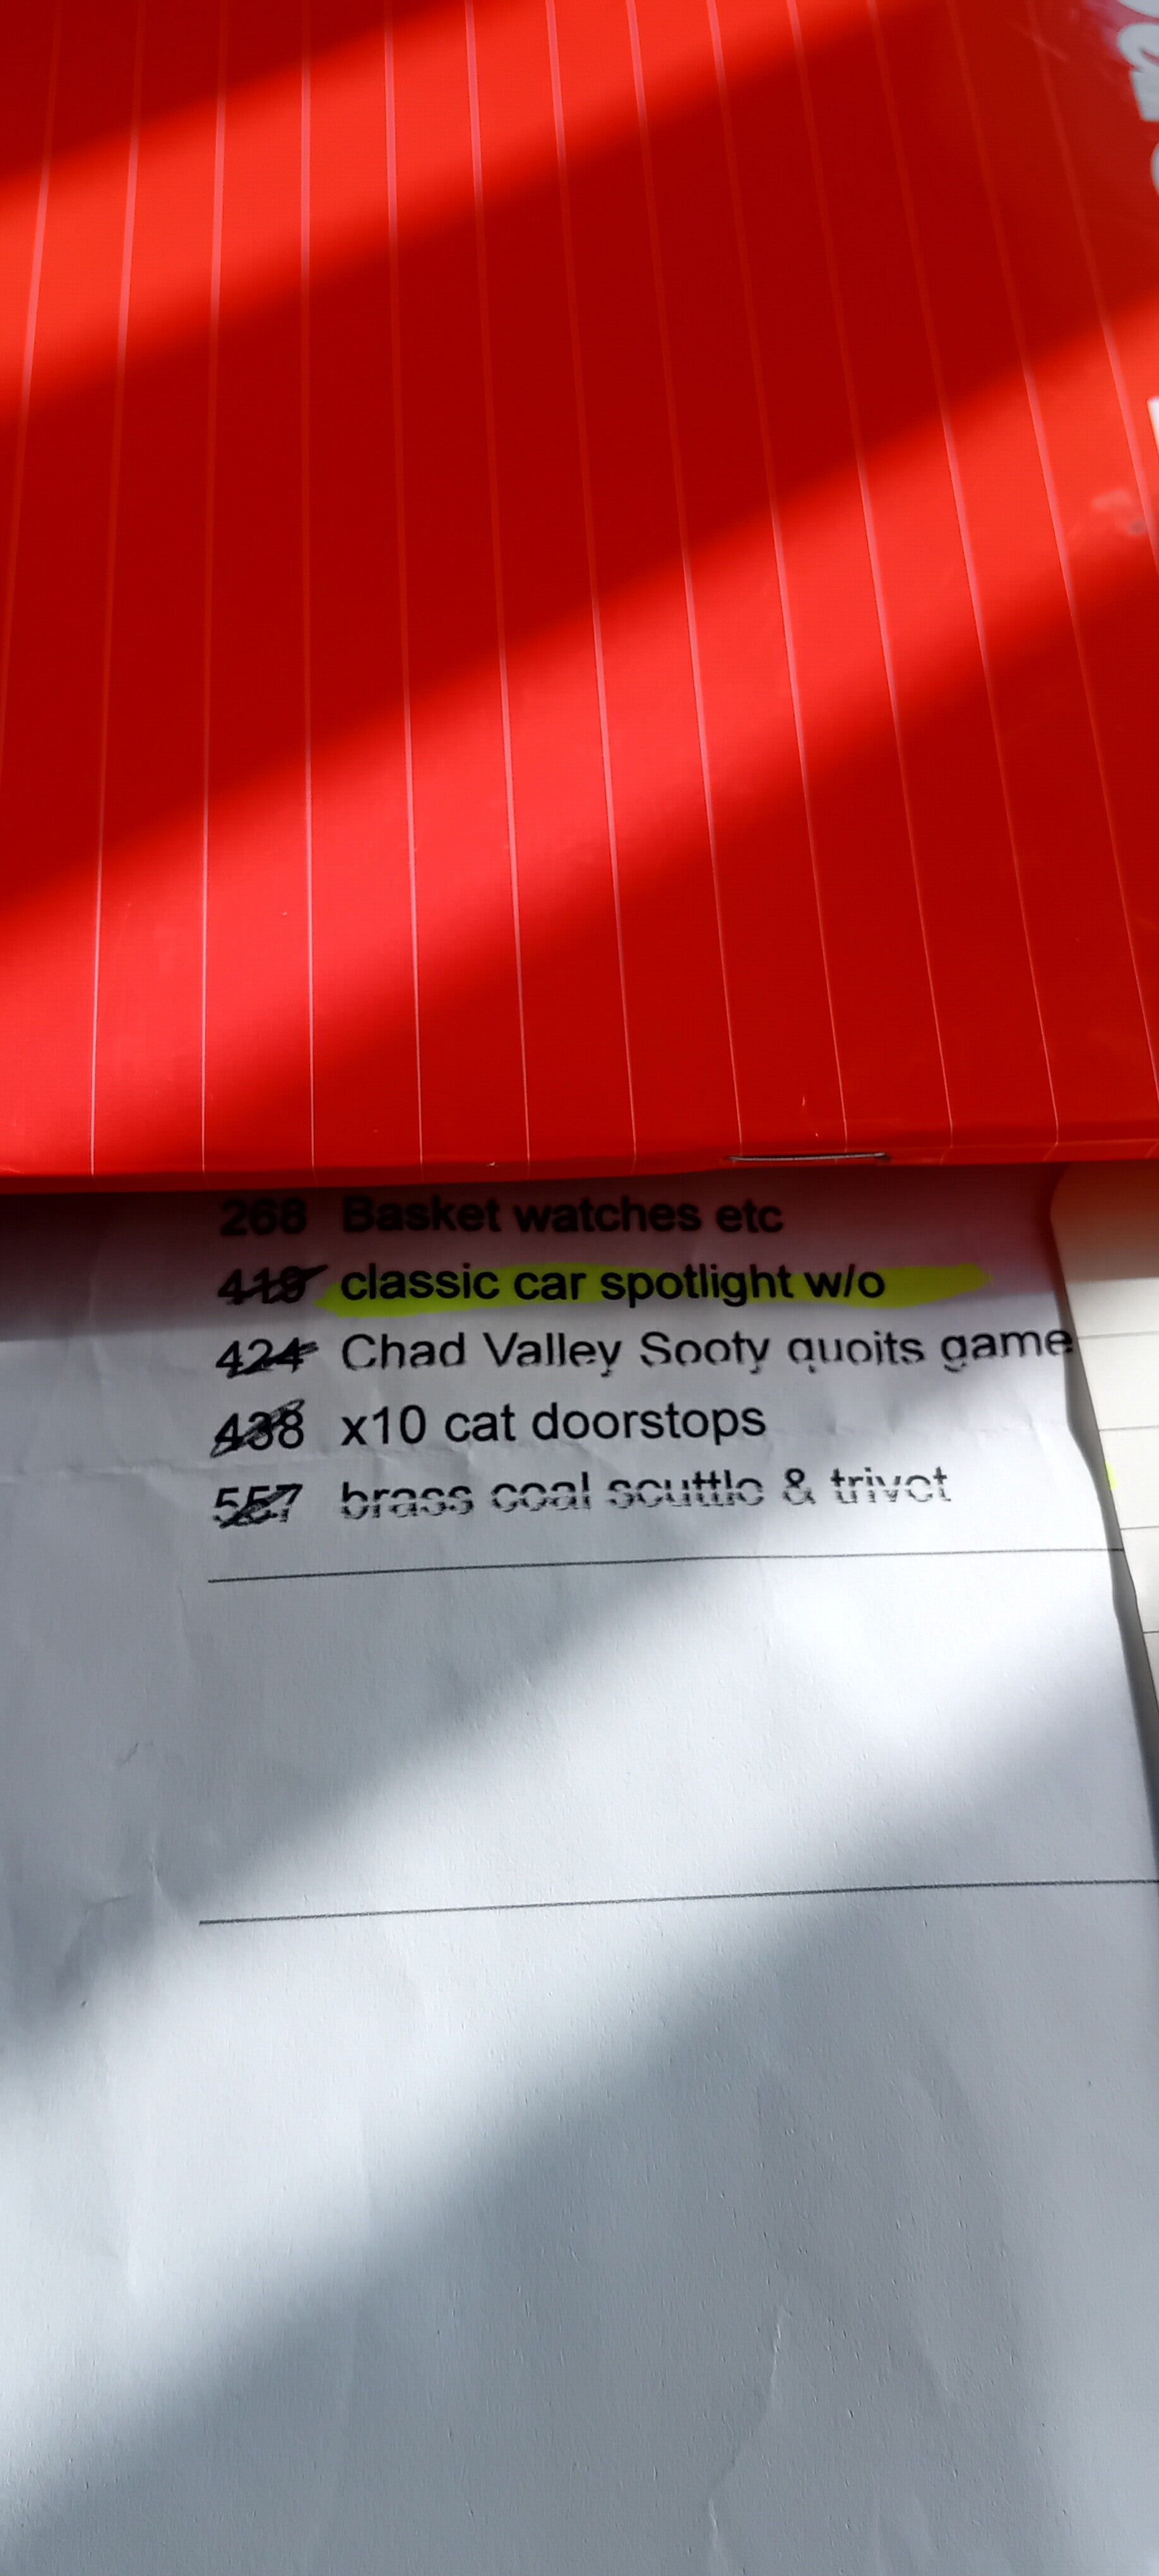 268 Basket watches etc
419 classic car spotlight w/o
424 Chad Valley Sooty quoits game
438 x10 cat doorstops
557 brass coal scuttle & trivet